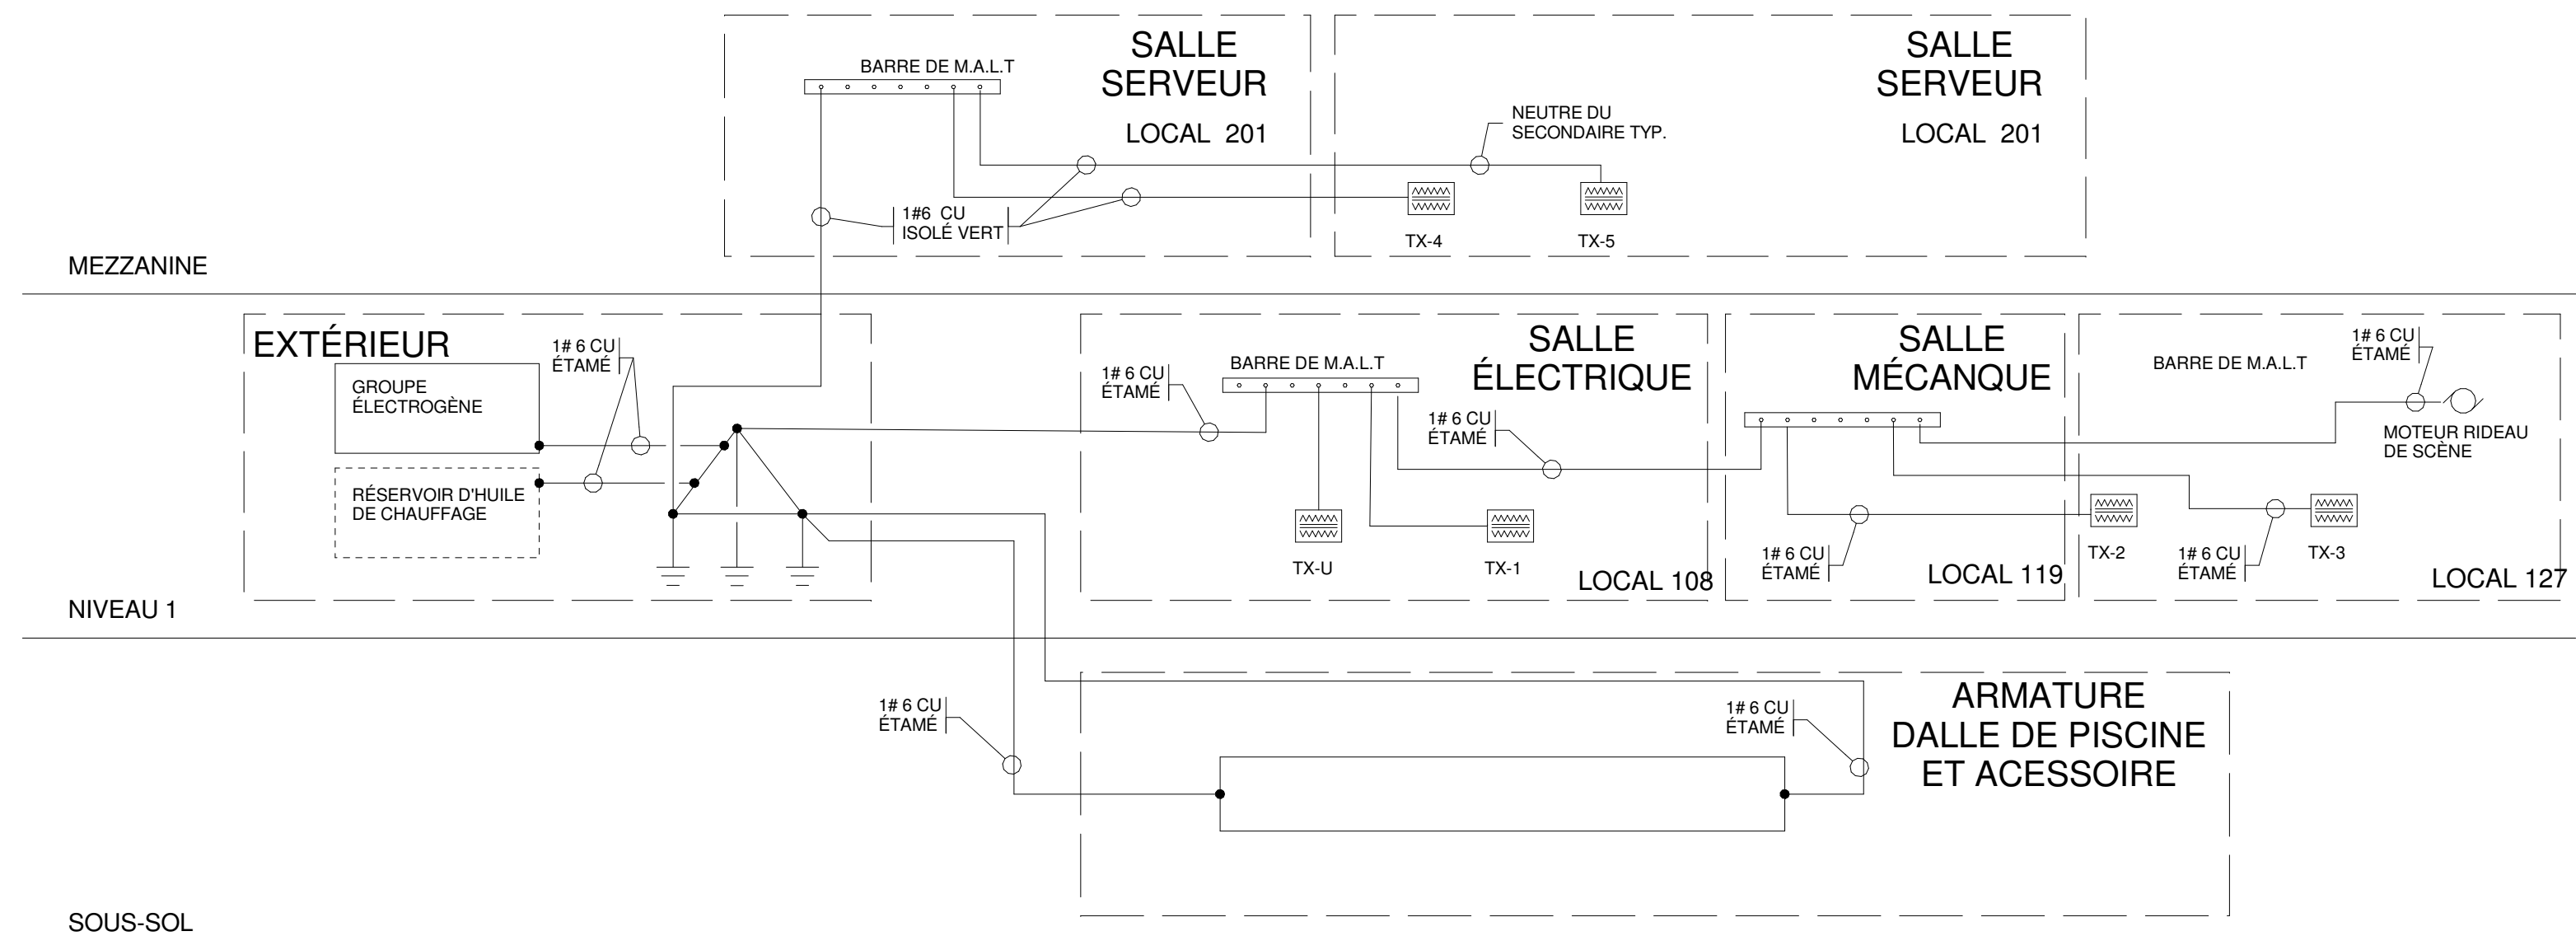 SALLE
SERVEUR
LOCAL 201
BARRE DE M.A.L.T
1#6 CU
ISOLÉ VERT
SALLE
SERVEUR
LOCAL 201
NEUTRE DU
SECONDAIRE TYP.
TX-4
TX-5
MEZZANINE
EXTÉRIEUR
GROUPE
ÉLECTROGÈNE
1# 6 CU
ÉTAMÉ
RÉSERVOIR D'HUILE
DE CHAUFFAGE
SALLE
ÉLECTRIQUE
BARRE DE M.A.L.T
1# 6 CU
ÉTAMÉ
1# 6 CU
ÉTAMÉ
TX-U
TX-1
LOCAL 108
SALLE
MÉCANQUE
1# 6 CU
ÉTAMÉ
LOCAL 119
BARRE DE M.A.L.T
1# 6 CU
ÉTAMÉ
MOTEUR RIDEAU
DE SCÈNE
TX-2
1# 6 CU
ÉTAMÉ
TX-3
LOCAL 127
NIVEAU 1
1# 6 CU
ÉTAMÉ
1# 6 CU
ÉTAMÉ
ARMATURE
DALLE DE PISCINE
ET ACESSOIRE
SOUS-SOL